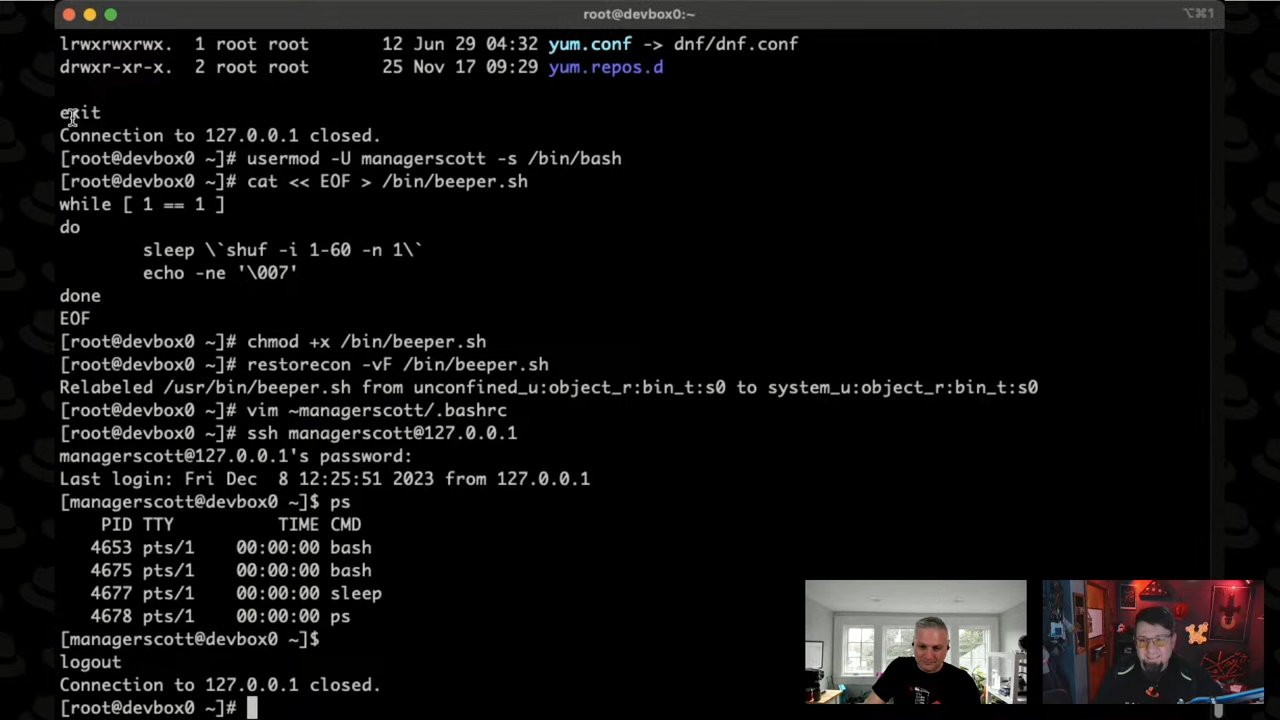 root@devbox0:~
⌥⌘1
lrwxrwxrwx.  1 root root       12 Jun 29 04:32 yum.conf -> dnf/dnf.conf
drwxr-xr-x.  2 root root       25 Nov 17 09:29 yum.repos.d
exit
Connection to 127.0.0.1 closed.
[root@devbox0 ~]# usermod -U managerscott -s /bin/bash
[root@devbox0 ~]# cat << EOF > /bin/beeper.sh
while [ 1 == 1 ]
do
        sleep \`shuf -i 1-60 -n 1\`
        echo -ne '\007'
done
EOF
[root@devbox0 ~]# chmod +x /bin/beeper.sh
[root@devbox0 ~]# restorecon -vF /bin/beeper.sh
Relabeled /usr/bin/beeper.sh from unconfined_u:object_r:bin_t:s0 to system_u:object_r:bin_t:s0
[root@devbox0 ~]# vim ~managerscott/.bashrc
[root@devbox0 ~]# ssh managerscott@127.0.0.1
managerscott@127.0.0.1's password:
Last login: Fri Dec  8 12:25:51 2023 from 127.0.0.1
[managerscott@devbox0 ~]$ ps
    PID TTY          TIME CMD
   4653 pts/1    00:00:00 bash
   4675 pts/1    00:00:00 bash
   4677 pts/1    00:00:00 sleep
   4678 pts/1    00:00:00 ps
[managerscott@devbox0 ~]$
logout
Connection to 127.0.0.1 closed.
[root@devbox0 ~]#